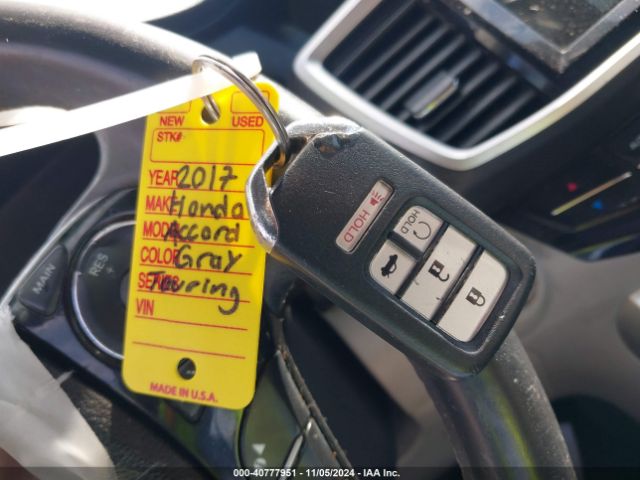 NEW USED
STK#
YEAR 2017
MAKE Honda
MODEL Accord
COLOR Gray
SERIES Touring
VIN
MADE IN U.S.A.
HOLD
HOLD
MAIN
RES
+
000-40777951 - 11/05/2024 - IAA Inc.